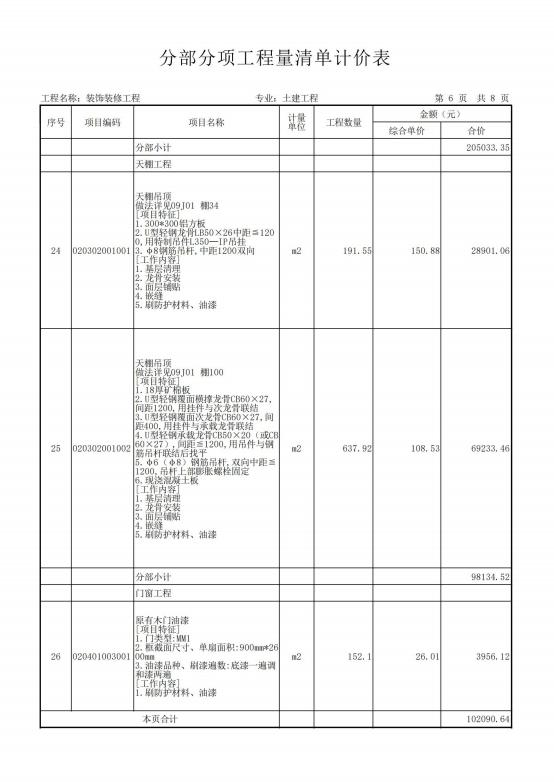 分部分项工程量清单计价表
工程名称: 装饰装修工程 专业: 土建工程 第 6 页 共 8 页
序号 项目编码 项目名称 计量单位 工程数量 金额（元）
综合单价 合价
分部小计 205033.35
天棚工程
天棚吊顶
做法详见09J01 棚34
[项目特征]
1.300*300铝方板
2.U型轻钢龙骨LB50×26中距≦120
0,用特制吊件L350—IP吊挂
24 020302001001 3.φ8钢筋吊杆,中距1200双向 m2 191.55 150.88 28901.06
[工作内容]
1.基层清理
2.龙骨安装
3.面层铺贴
4.嵌缝
5.刷防护材料、油漆
天棚吊顶
做法详见09J01 棚100
[项目特征]
1.18厚矿棉板
2.U型轻钢覆面横撑龙骨CB60×27,
间距1200,用挂件与次龙骨联结
3.U型轻钢覆面次龙骨CB60×27,间
距400,用挂件与承载龙骨联结
4.U型轻钢承载龙骨CB50×20（或CB
60×27）,间距≦1200,用吊件与钢
25 020302001002 筋吊杆联结后找平 m2 637.92 108.53 69233.46
5.φ6（φ8）钢筋吊杆,双向中距≦
1200,吊杆上部膨胀螺栓固定
6.现浇混凝土板
[工作内容]
1.基层清理
2.龙骨安装
3.面层铺贴
4.嵌缝
5.刷防护材料、油漆
分部小计 98134.52
门窗工程
原有木门油漆
[项目特征]
1.门类型:MM1
2.框截面尺寸、单扇面积:900mm*26
26 020401003001 00mm m2 152.1 26.01 3956.12
3.油漆品种、刷漆遍数:底漆一遍调
和漆两遍
[工作内容]
1.刷防护材料、油漆
本页合计 102090.64